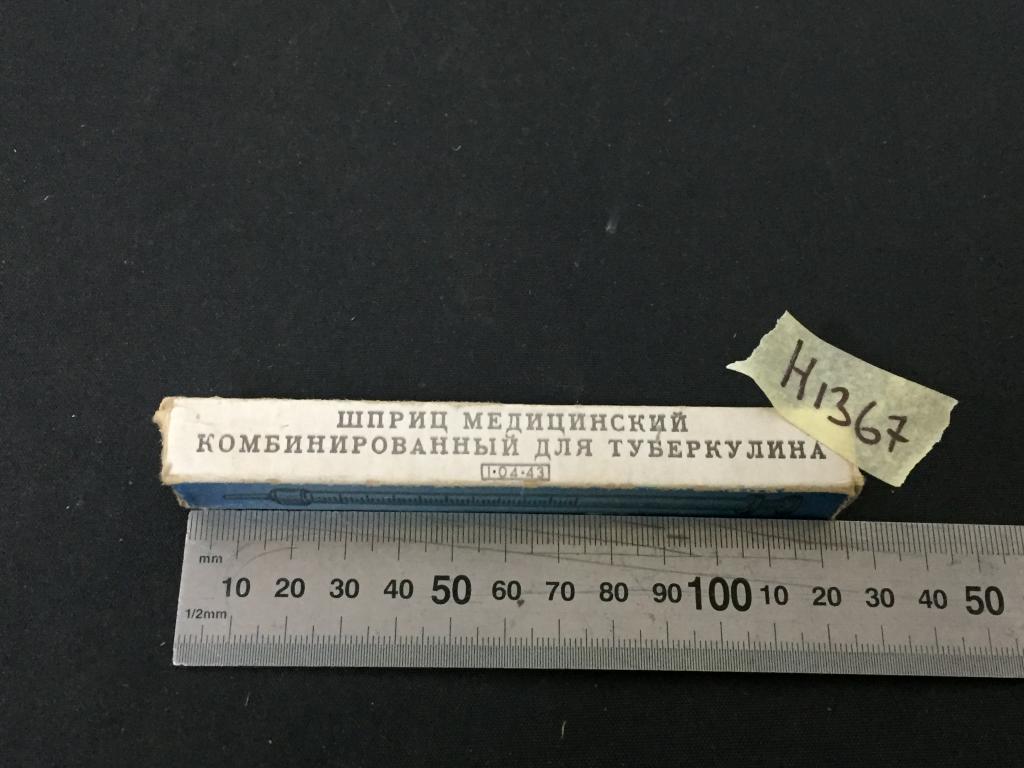 H1367
ШПРИЦ МЕДИЦИНСКИЙ
КОМБИНИРОВАННЫЙ ДЛЯ ТУБЕРКУЛИНА
1·04·43
mm
10 20 30 40 50 60 70 80 90 100 10 20 30 40 50
1/2mm